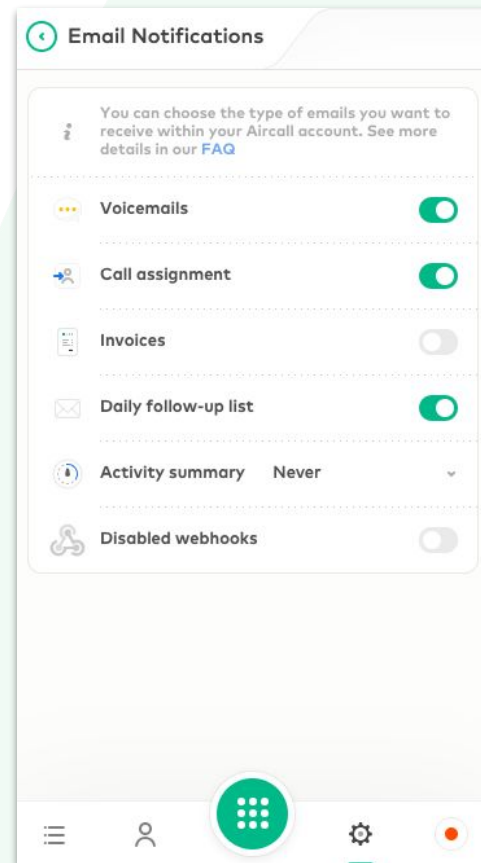 Email Notifications
You can choose the type of emails you want to
receive within your Aircall account. See more
details in our FAQ
Voicemails
Call assignment
Invoices
Daily follow-up list
Activity summary Never
Disabled webhooks